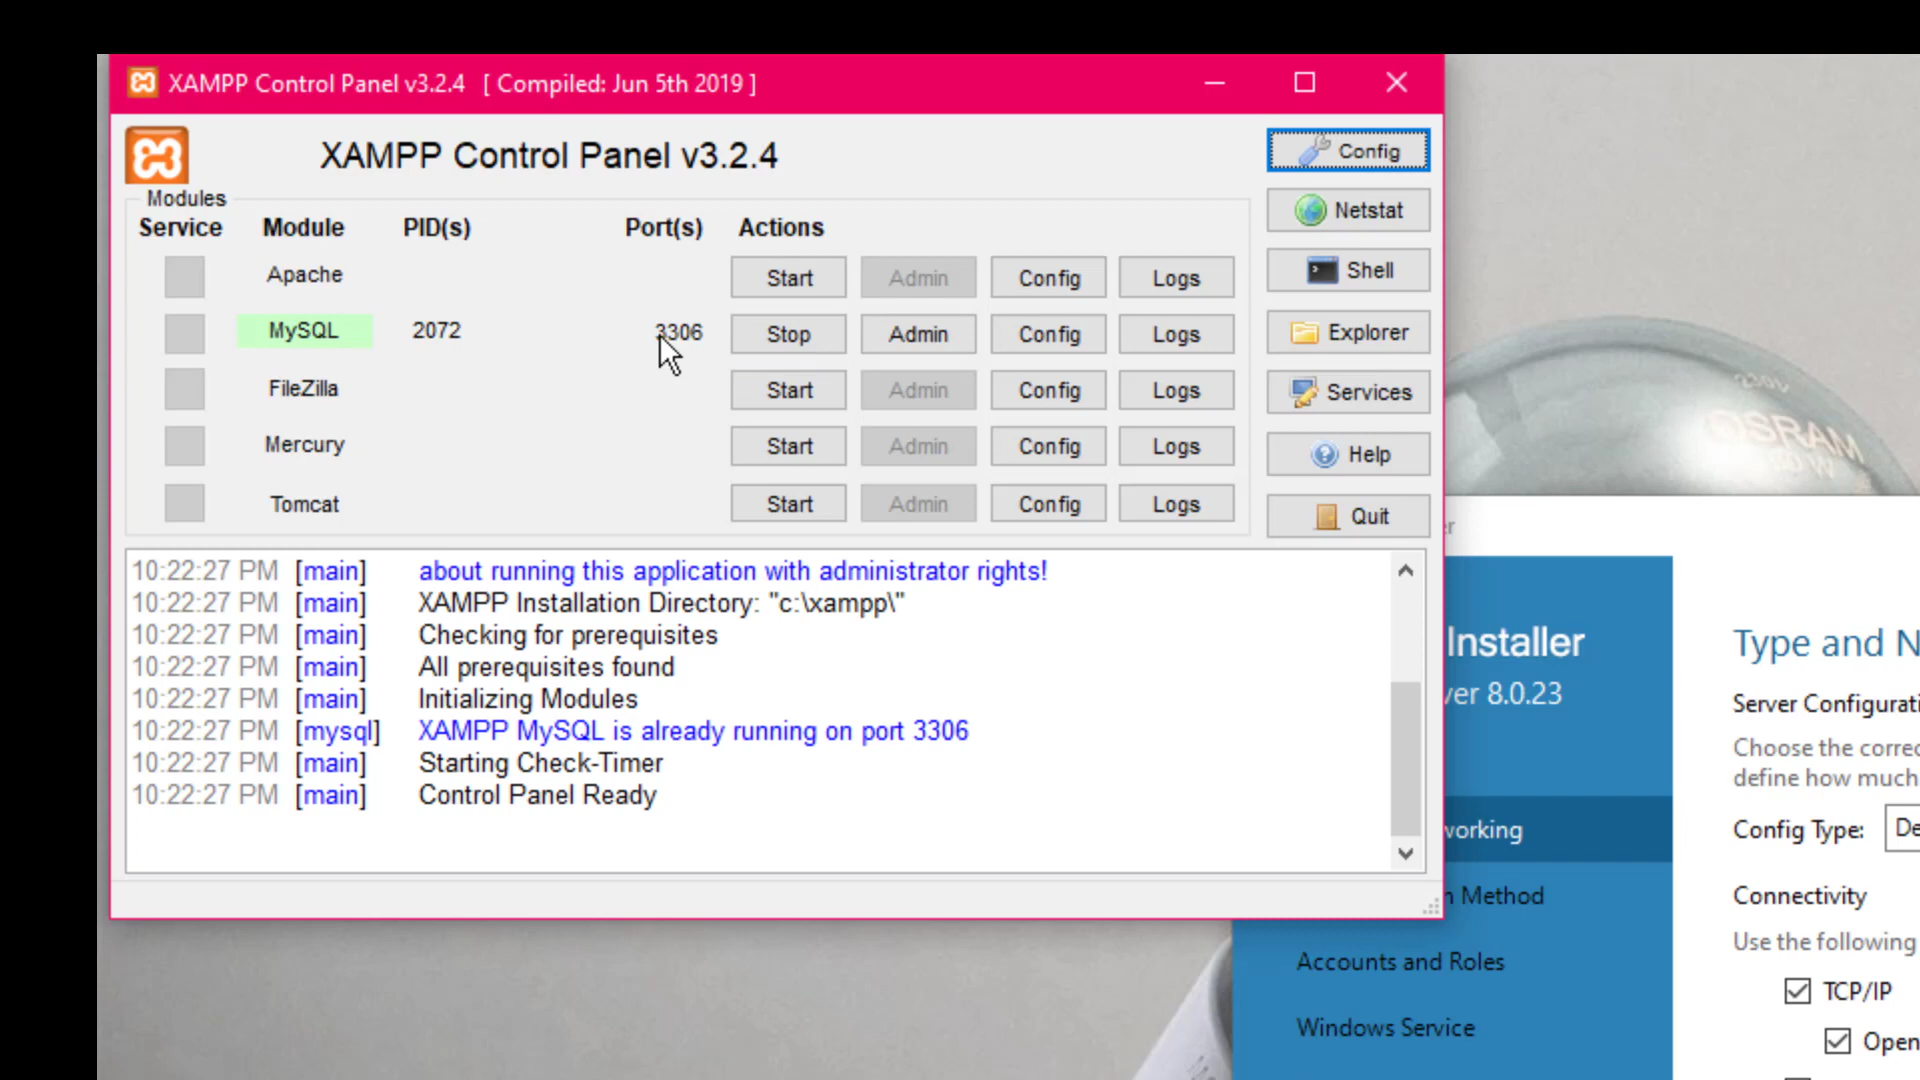 XAMPP Control Panel v3.2.4 [ Compiled: Jun 5th 2019 ]
XAMPP Control Panel v3.2.4
Config
Netstat
Shell
Explorer
Services
Help
Quit
Modules
Service Module PID(s) Port(s) Actions
Apache Start Admin Config Logs
MySQL 2072 3306 Stop Admin Config Logs
FileZilla Start Admin Config Logs
Mercury Start Admin Config Logs
Tomcat Start Admin Config Logs
10:22:27 PM [main] about running this application with administrator rights!
10:22:27 PM [main] XAMPP Installation Directory: "c:\xampp\"
10:22:27 PM [main] Checking for prerequisites
10:22:27 PM [main] All prerequisites found
10:22:27 PM [main] Initializing Modules
10:22:27 PM [mysql] XAMPP MySQL is already running on port 3306
10:22:27 PM [main] Starting Check-Timer
10:22:27 PM [main] Control Panel Ready
230V
OSRAM
60 W
er
Installer
ver 8.0.23
working
n Method
Accounts and Roles
Windows Service
Type and N
Server Configurati
Choose the correc
define how much
Config Type: De
Connectivity
Use the following
TCP/IP
Open